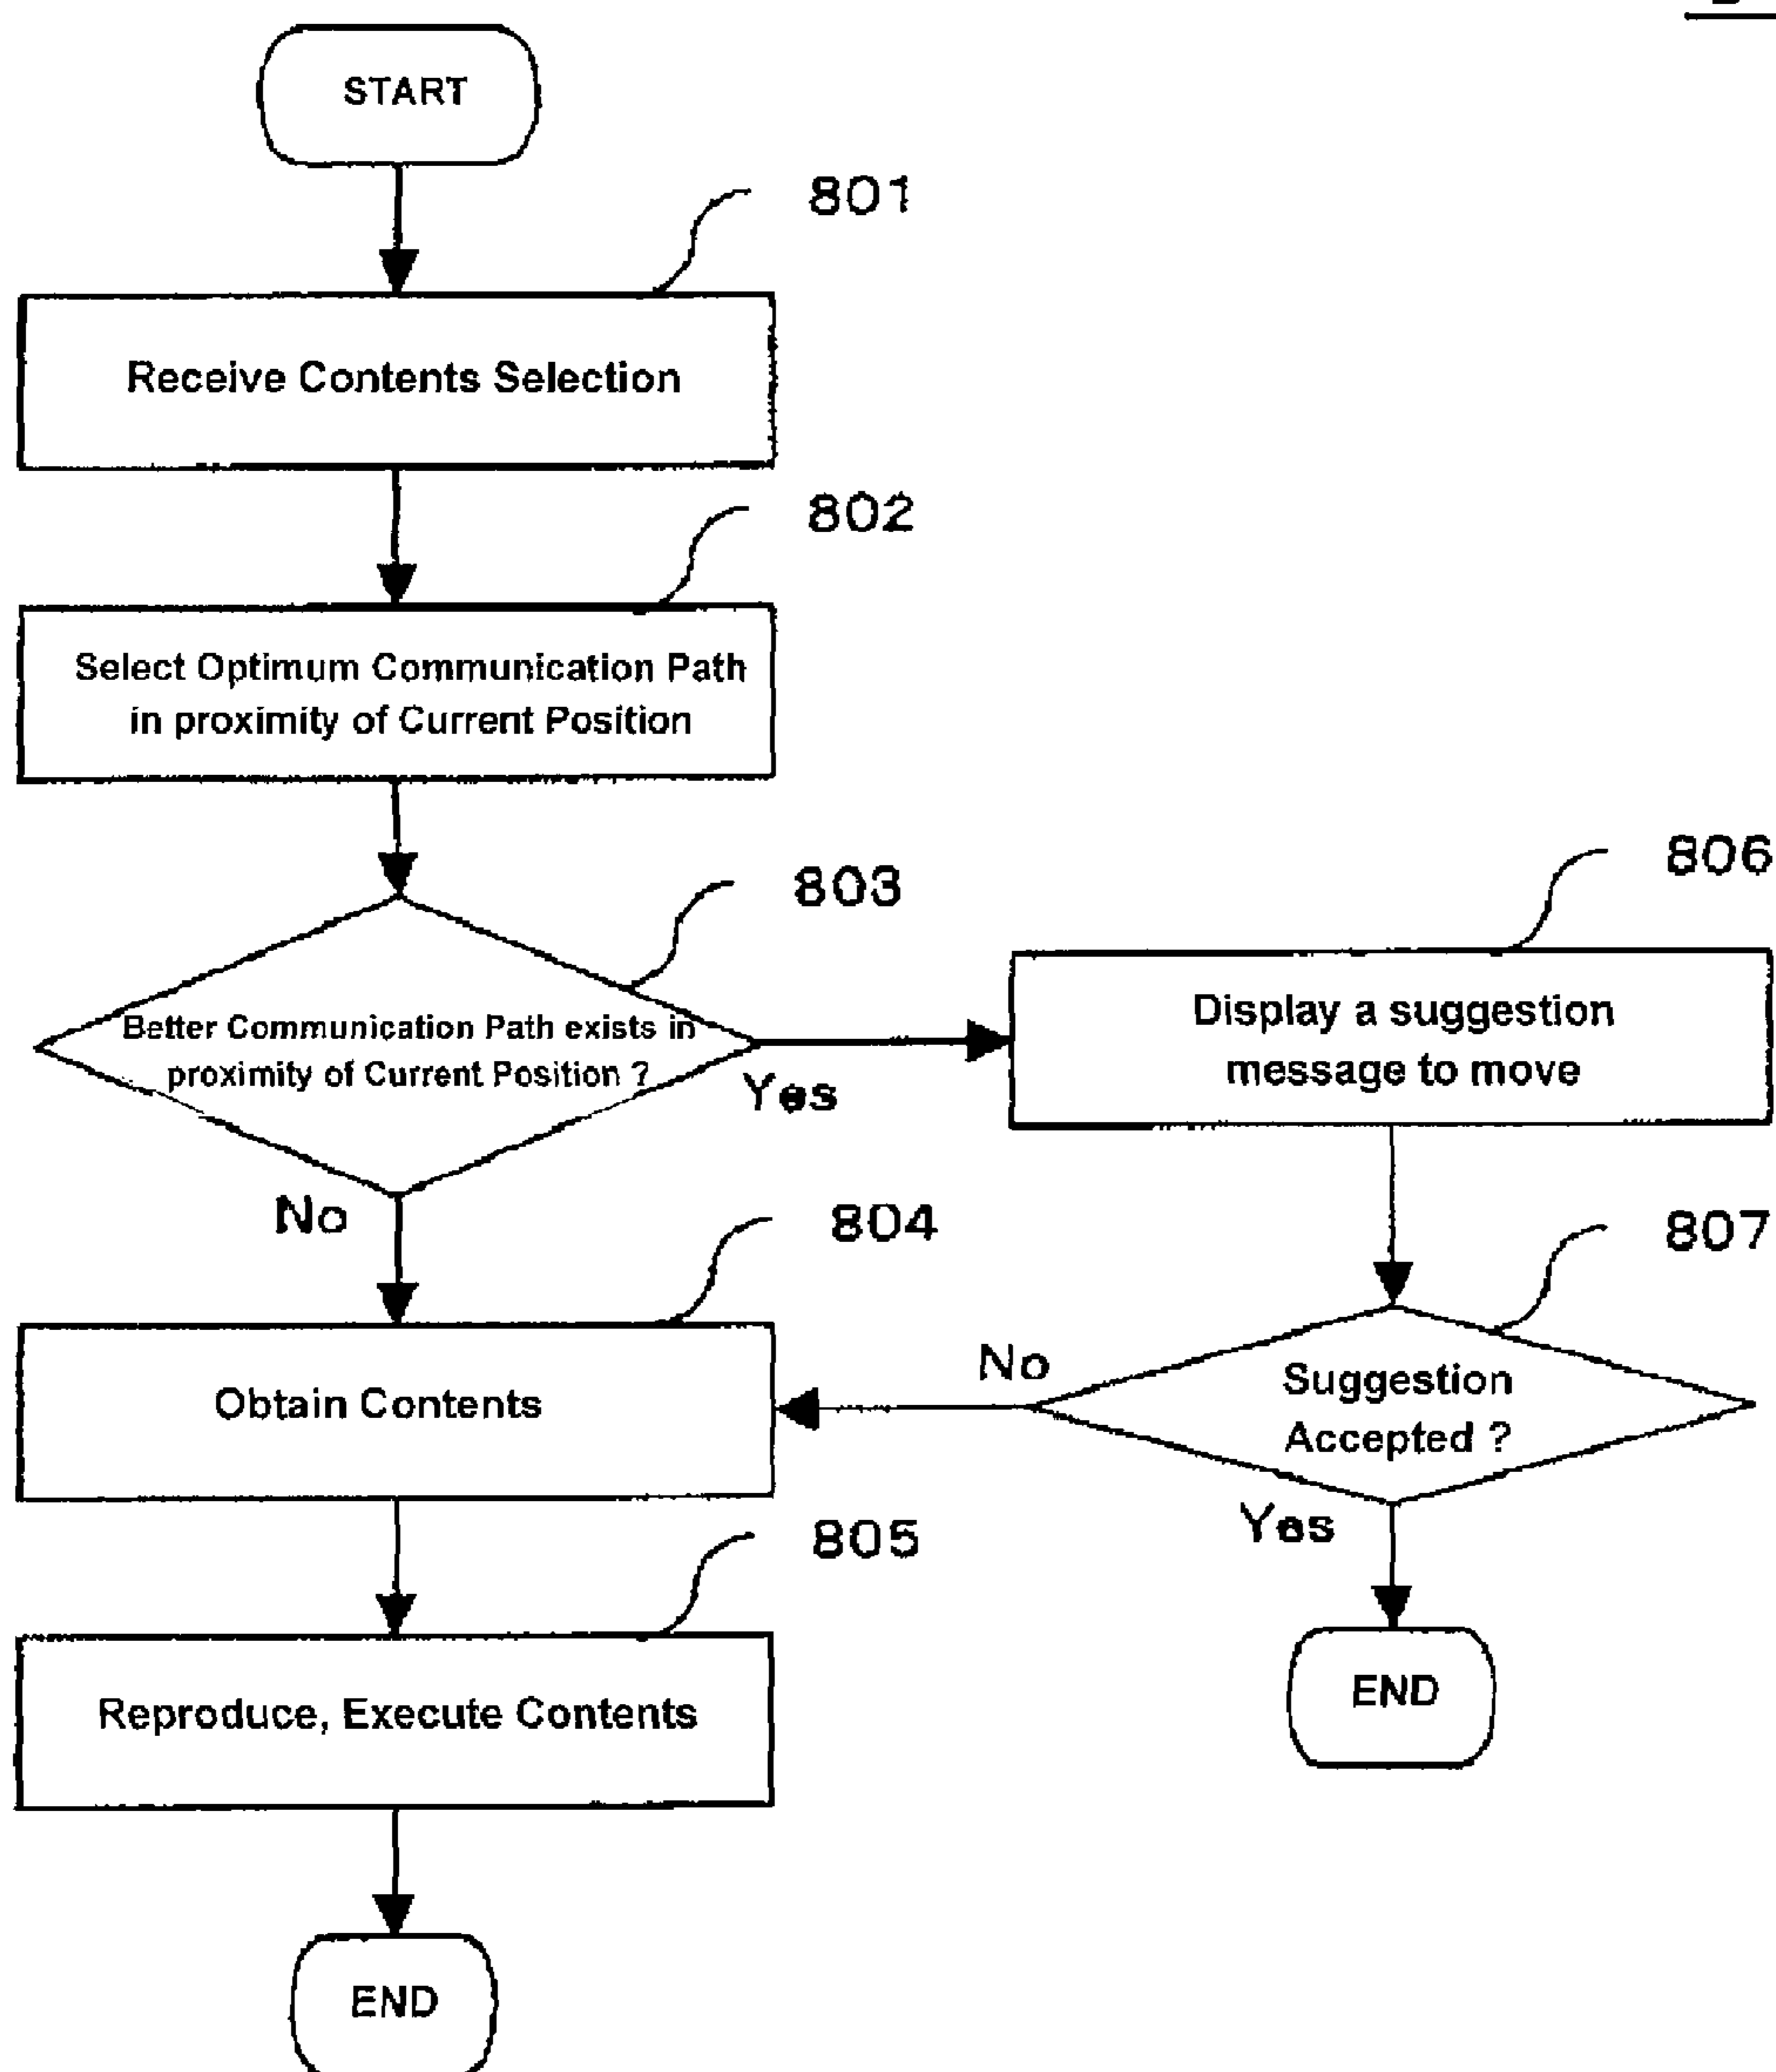 START
801
Receive Contents Selection
802
Select Optimum Communication Path
in proximity of Current Position
803
Better Communication Path exists in
proximity of Current Position ?
Yes
No
806
Display a suggestion
message to move
807
Suggestion
Accepted ?
No
Yes
END
804
Obtain Contents
805
Reproduce, Execute Contents
END